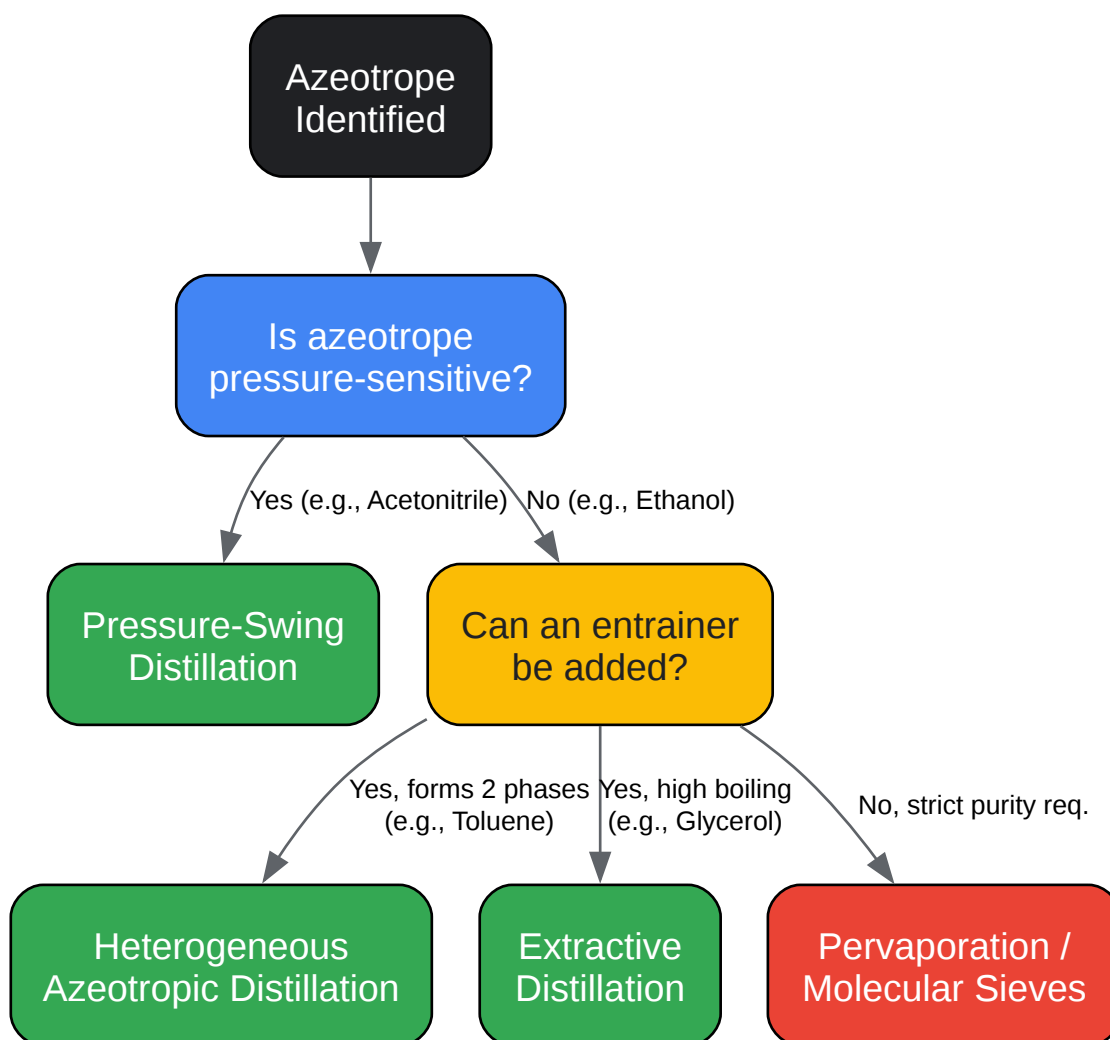 Azeotrope
Identified
Is azeotrope
pressure-sensitive?
Yes (e.g., Acetonitrile)
No (e.g., Ethanol)
Pressure-Swing
Distillation
Can an entrainer
be added?
Yes, forms 2 phases
(e.g., Toluene)
Yes, high boiling
(e.g., Glycerol)
No, strict purity req.
Heterogeneous
Azeotropic Distillation
Extractive
Distillation
Pervaporation /
Molecular Sieves